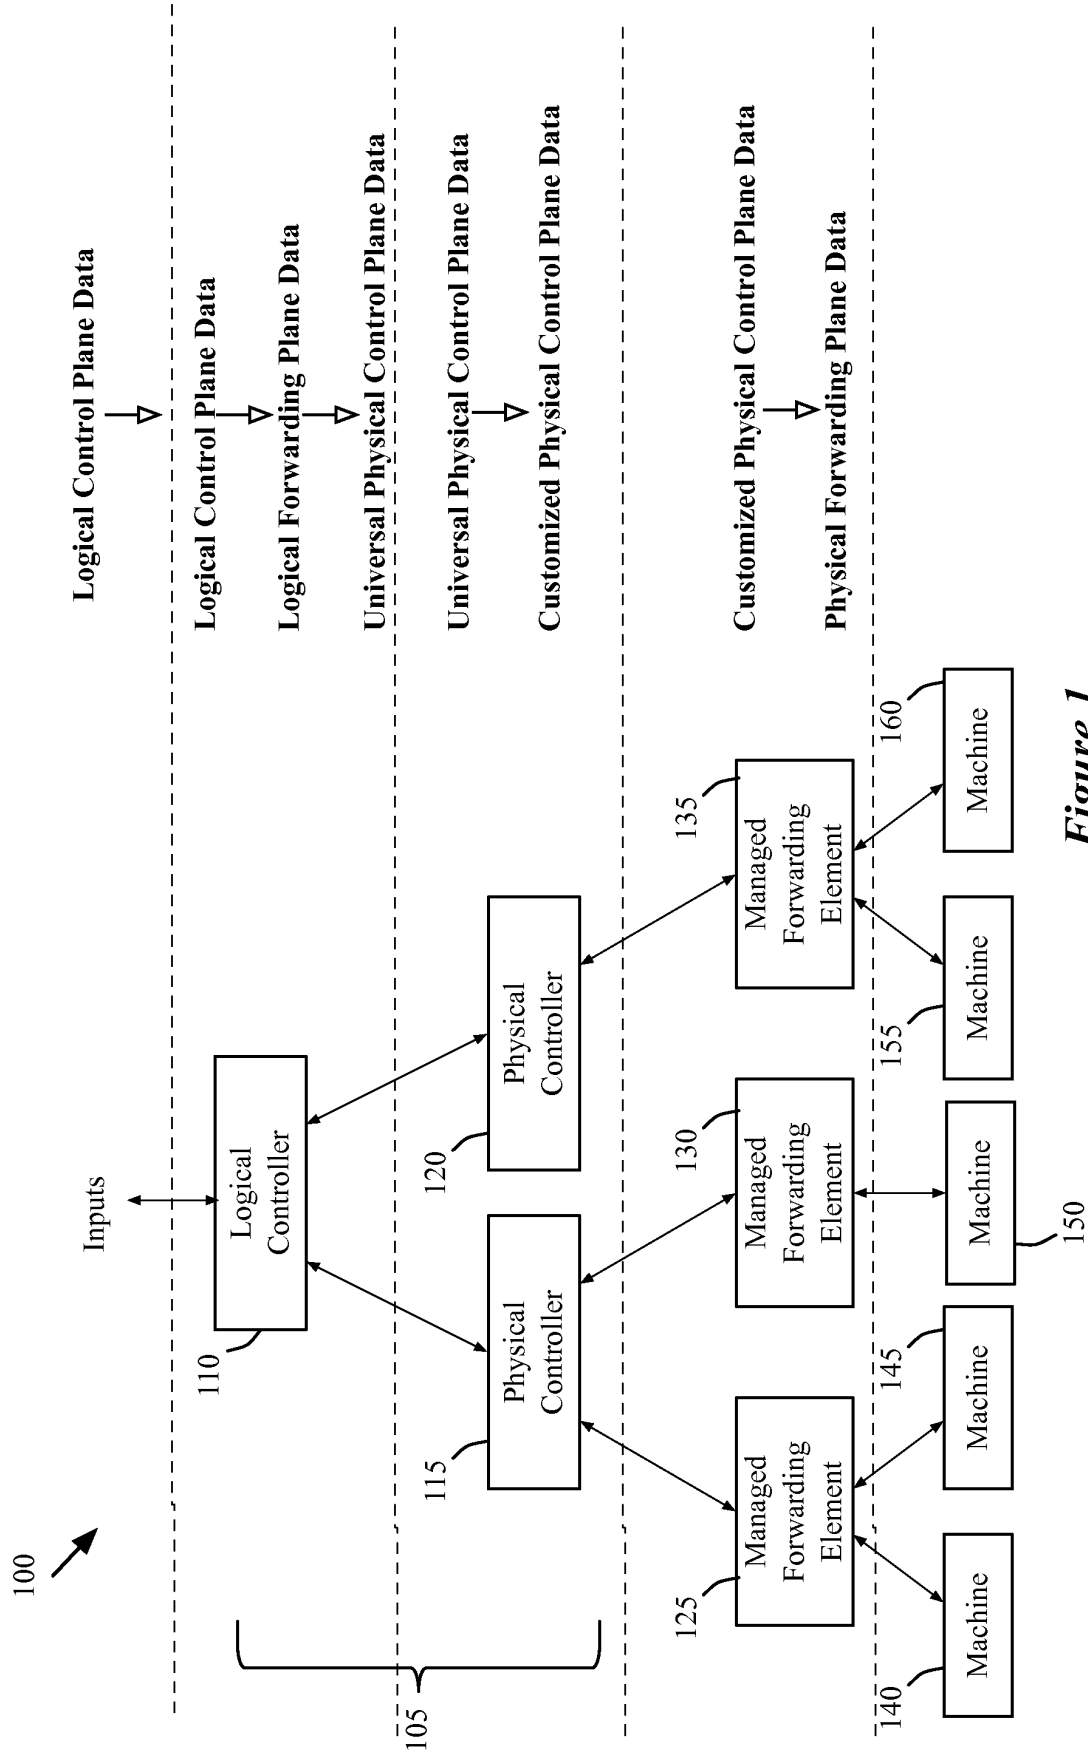 100
Inputs
Logical Control Plane Data
110
Logical
Controller
Logical Control Plane Data
Logical Forwarding Plane Data
Universal Physical Control Plane Data
105
115
Physical
Controller
120
Physical
Controller
Universal Physical Control Plane Data
Customized Physical Control Plane Data
125
Managed
Forwarding
Element
130
Managed
Forwarding
Element
135
Managed
Forwarding
Element
Customized Physical Control Plane Data
Physical Forwarding Plane Data
140
Machine
145
Machine
150
Machine
155
Machine
160
Machine
Figure 1